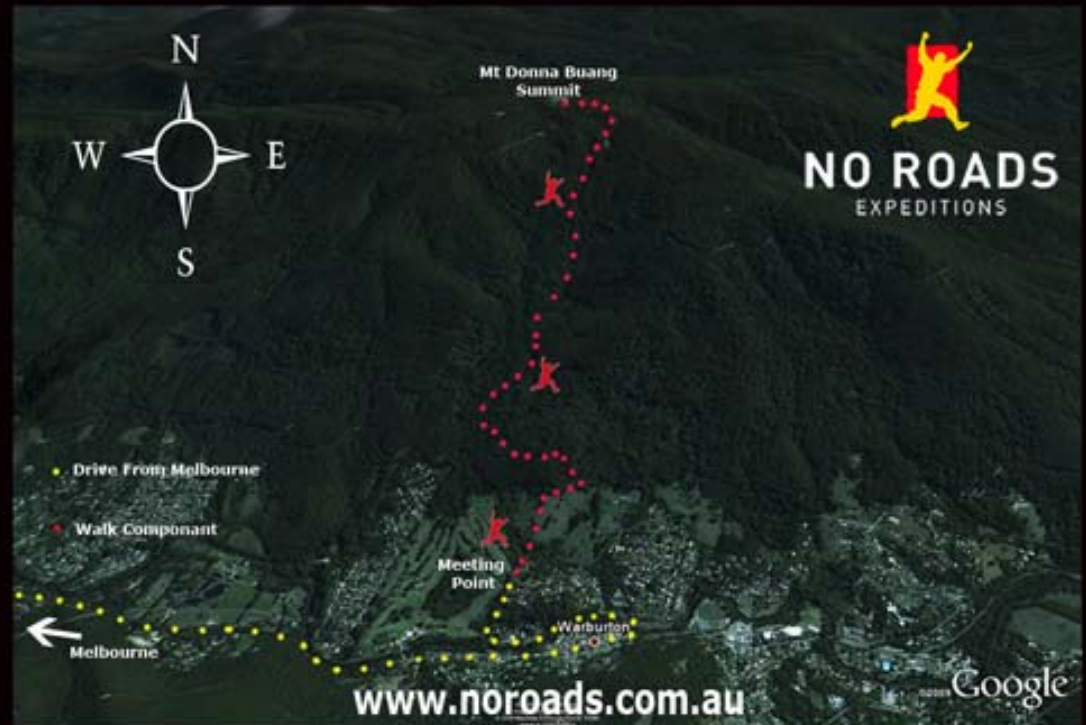 N
W
E
S
Mt Donna Buang
Summit
NO ROADS
EXPEDITIONS
Drive From Melbourne
Walk Componant
Meeting
Point
Warburton
Melbourne
www.noroads.com.au
Google